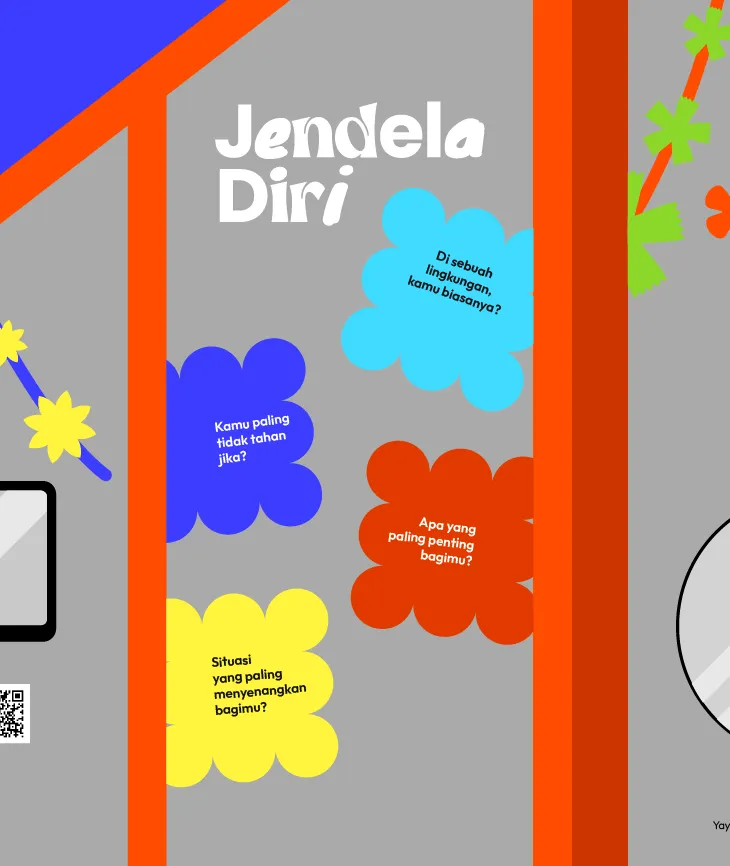 Jendela
Diri
Di sebuah
lingkungan,
kamu biasanya?
Kamu paling
tidak tahan
jika?
Apa yang
paling penting
bagimu?
Situasi
yang paling
menyenangkan
bagimu?
Yay